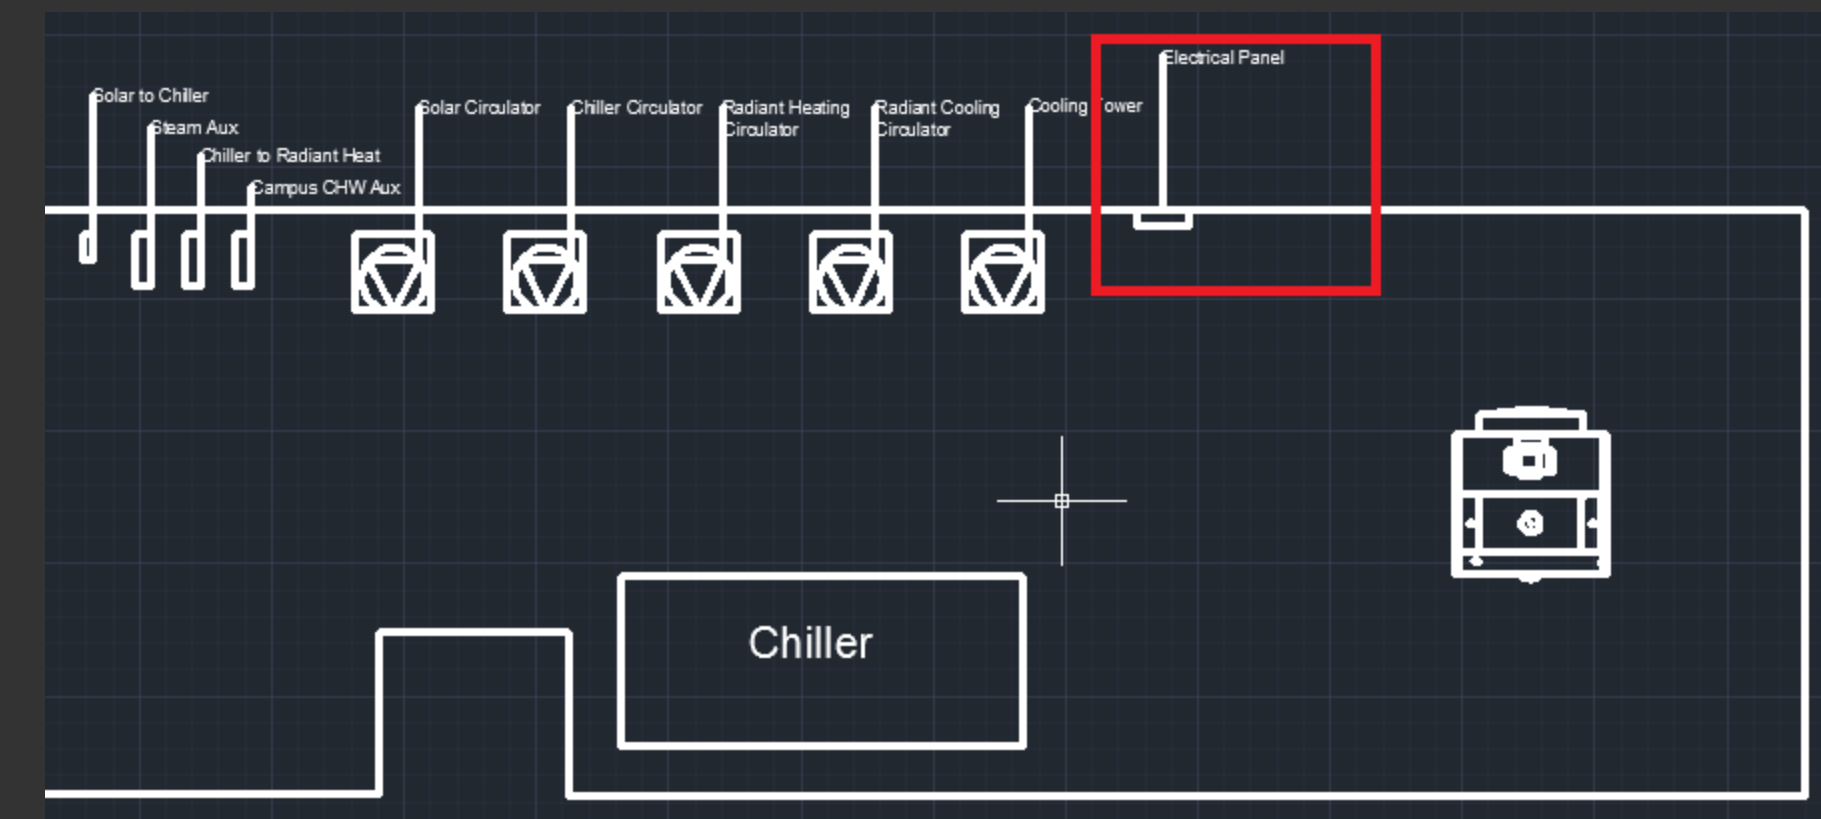 Electrical Panel
Solar to Chiller
Steam Aux
Chiller to Radiant Heat
Campus CHW Aux
Solar Circulator
Chiller Circulator
Radiant Heating
Circulator
Radiant Cooling
Circulator
Cooling Tower
Chiller